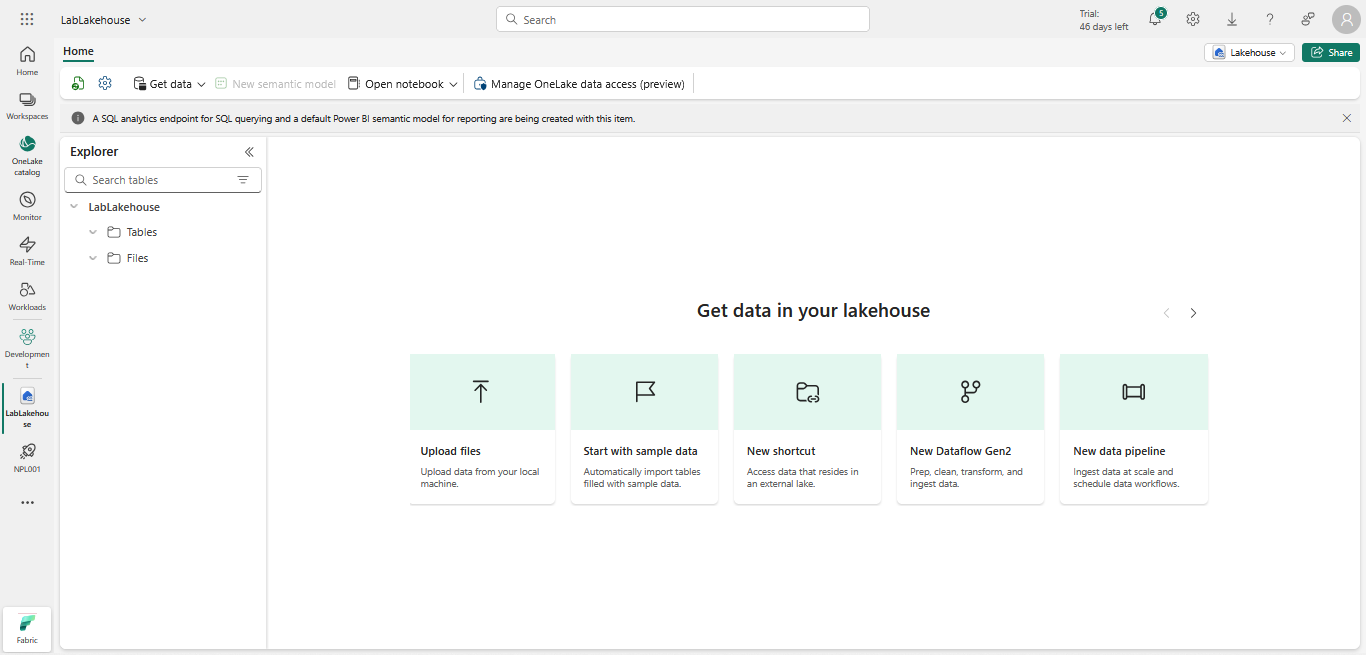 LabLakehouse
Search
Trial:
46 days left
5
Home
Lakehouse
Share
Get data
New semantic model
Open notebook
Manage OneLake data access (preview)
A SQL analytics endpoint for SQL querying and a default Power BI semantic model for reporting are being created with this item.
Home
Workspaces
OneLake
catalog
Monitor
Real-Time
Workloads
Developmen
t
LabLakehou
se
NPL001
Fabric
Explorer
Search tables
LabLakehouse
Tables
Files
Get data in your lakehouse
Upload files
Upload data from your local
machine.
Start with sample data
Automatically import tables
filled with sample data.
New shortcut
Access data that resides in
an external lake.
New Dataflow Gen2
Prep, clean, transform, and
ingest data.
New data pipeline
Ingest data at scale and
schedule data workflows.